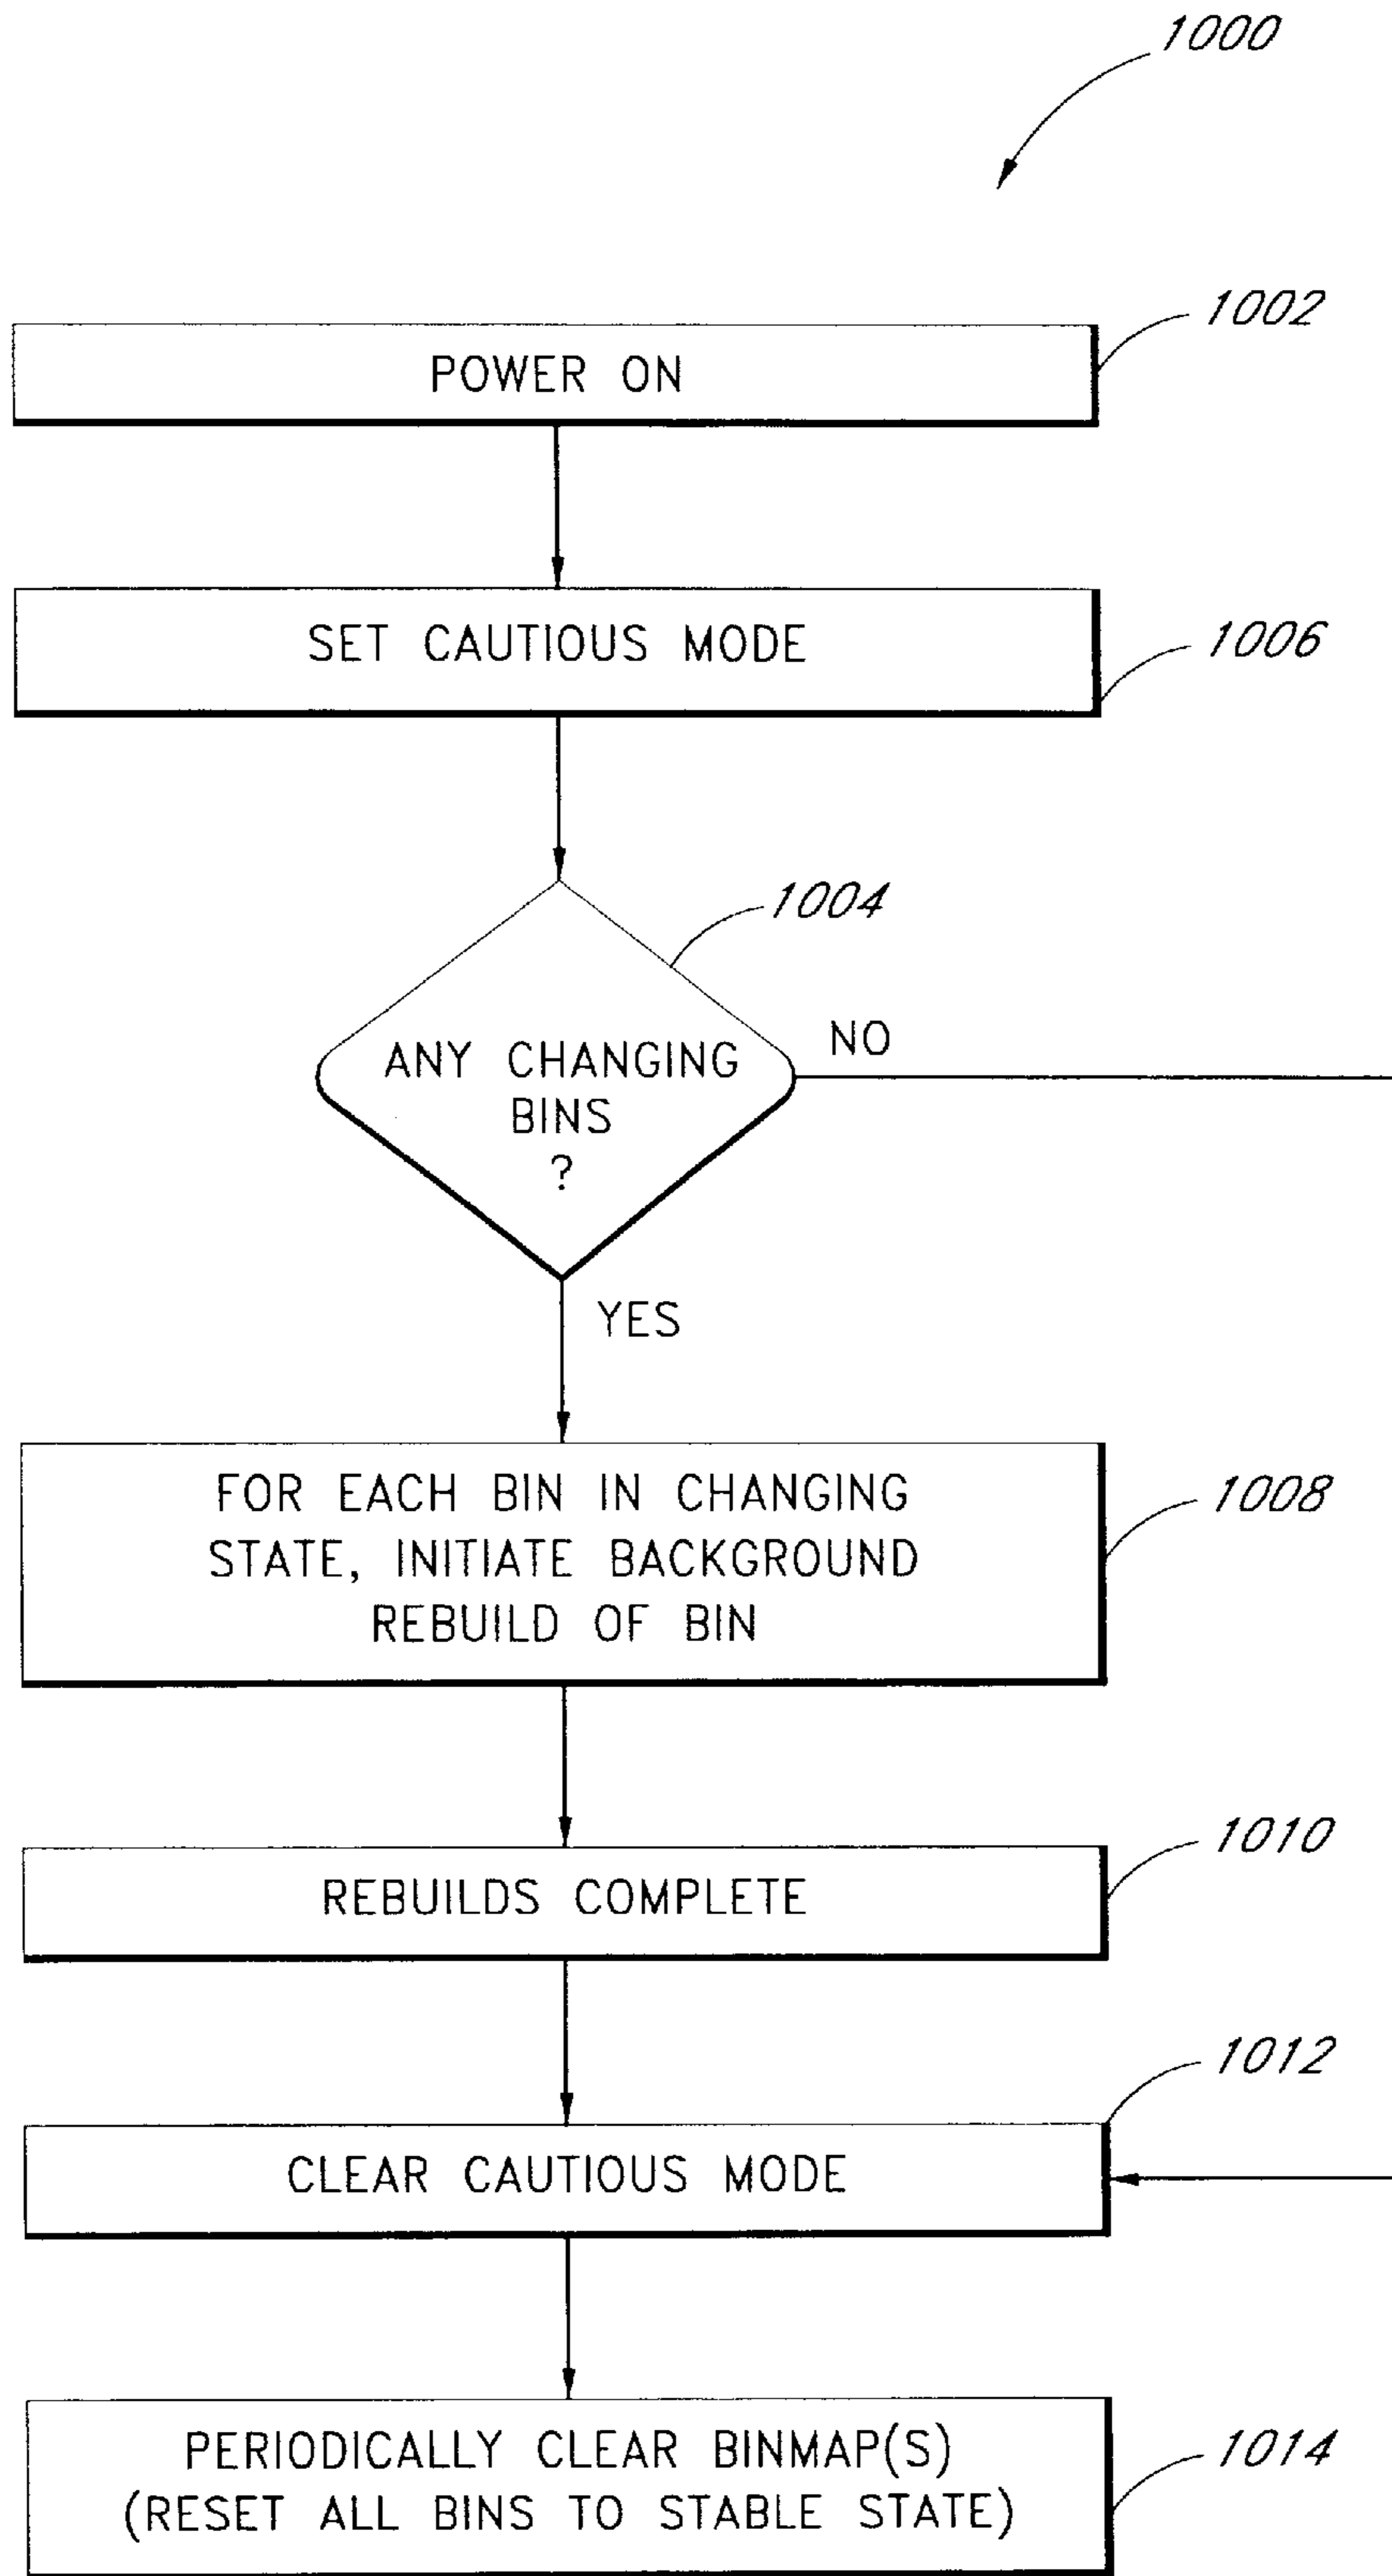 1000
1002
POWER ON
SET CAUTIOUS MODE
1006
1004
ANY CHANGING
BINS
?
NO
YES
FOR EACH BIN IN CHANGING
STATE, INITIATE BACKGROUND
REBUILD OF BIN
1008
1010
REBUILDS COMPLETE
1012
CLEAR CAUTIOUS MODE
PERIODICALLY CLEAR BINMAP(S)
(RESET ALL BINS TO STABLE STATE)
1014